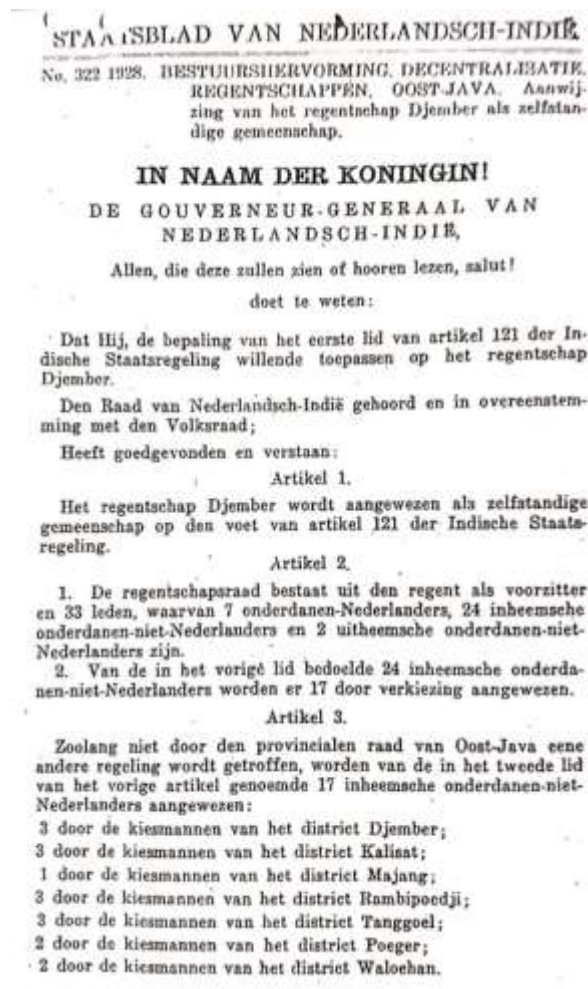 STAATSBLAD VAN NEDERLANDSCH-INDIË
No. 322 1928. BESTUURSHERVORMING. DECENTRALISATIE.
REGENTSCHAPPEN. OOST-JAVA. Aanwij-
zing van het regentschap Djember als zelfstan-
dige gemeenschap.
IN NAAM DER KONINGIN!
DE GOUVERNEUR-GENERAAL VAN
NEDERLANDSCH-INDIË,
Allen, die deze zullen zien of hooren lezen, salut!
doet te weten:
Dat Hij, de bepaling van het eerste lid van artikel 121 der In-
dische Staatsregeling willende toepassen op het regentschap
Djember.
Den Raad van Nederlandsch-Indië gehoord en in overeenstem-
ming met den Volksraad;
Heeft goedgevonden en verstaan:
Artikel 1.
Het regentschap Djember wordt aangewezen als zelfstandige
gemeenschap op den voet van artikel 121 der Indische Staats-
regeling.
Artikel 2.
1. De regentschapsraad bestaat uit den regent als voorzitter
en 33 leden, waarvan 7 onderdanen-Nederlanders, 24 inheemsche
onderdanen-niet-Nederlanders en 2 uitheemsche onderdanen-niet-
Nederlanders zijn.
2. Van de in het vorige lid bedoelde 24 inheemsche onderda-
nen-niet-Nederlanders worden er 17 door verkiezing aangewezen.
Artikel 3.
Zoolang niet door den provincialen raad van Oost-Java eene
andere regeling wordt getroffen, worden van de in het tweede lid
van het vorige artikel genoemde 17 inheemsche onderdanen-niet-
Nederlanders aangewezen:
3 door de kiesmannen van het district Djember;
3 door de kiesmannen van het district Kalisat;
1 door de kiesmannen van het district Majang;
3 door de kiesmannen van het district Rambipoedji;
3 door de kiesmannen van het district Tanggoel;
2 door de kiesmannen van het district Poeger;
2 door de kiesmannen van het district Waloehan.